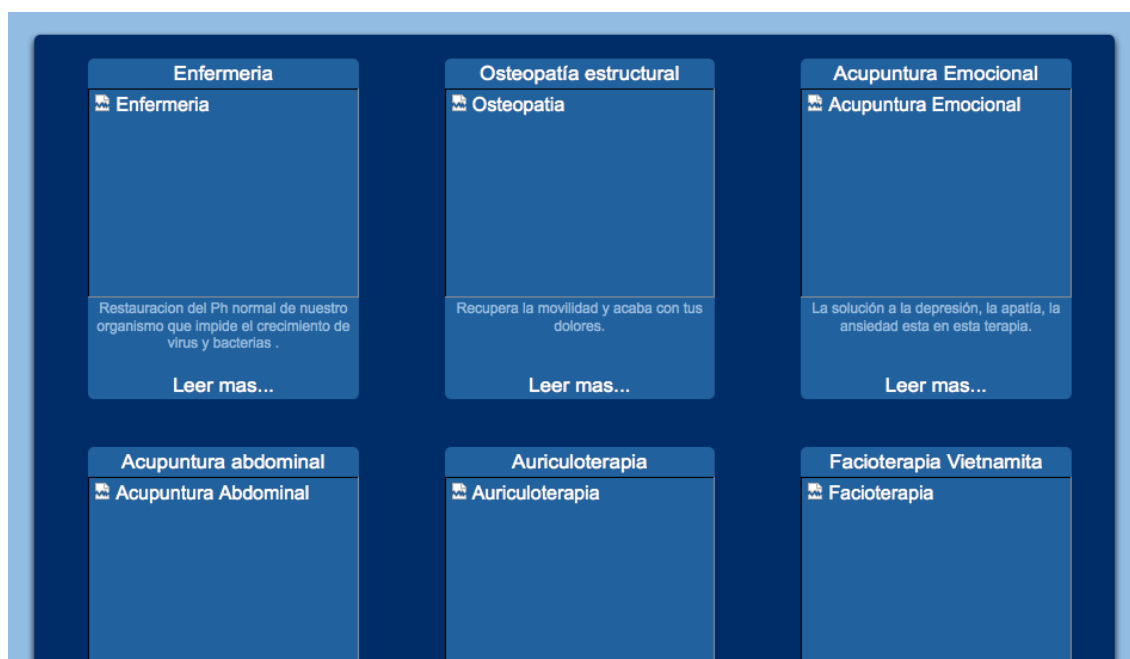 Enfermeria
Enfermeria
Restauracion del Ph normal de nuestro
organismo que impide el crecimiento de
virus y bacterias .
Leer mas...
Osteopatía estructural
Osteopatia
Recupera la movilidad y acaba con tus
dolores.
Leer mas...
Acupuntura Emocional
Acupuntura Emocional
La solución a la depresión, la apatía, la
ansiedad esta en esta terapia.
Leer mas...
Acupuntura abdominal
Acupuntura Abdominal
Auriculoterapia
Auriculoterapia
Facioterapia Vietnamita
Facioterapia